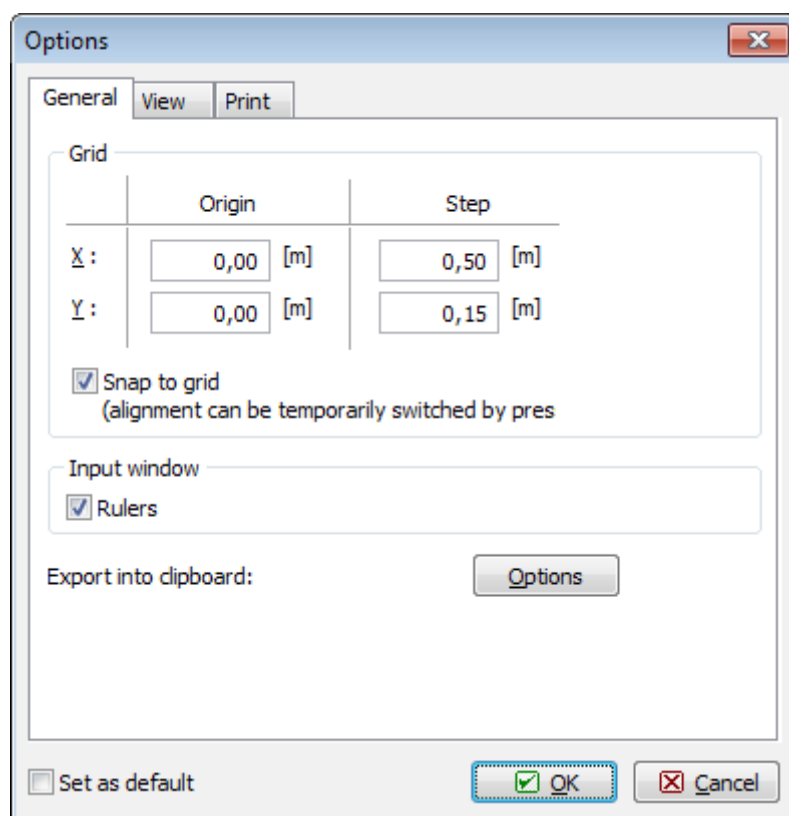 Options
General View Print
Grid
Origin Step
X : 0,00 [m] 0,50 [m]
Y : 0,00 [m] 0,15 [m]
Snap to grid
(alignment can be temporarily switched by pres
Input window
Rulers
Export into clipboard: Options
Set as default OK Cancel